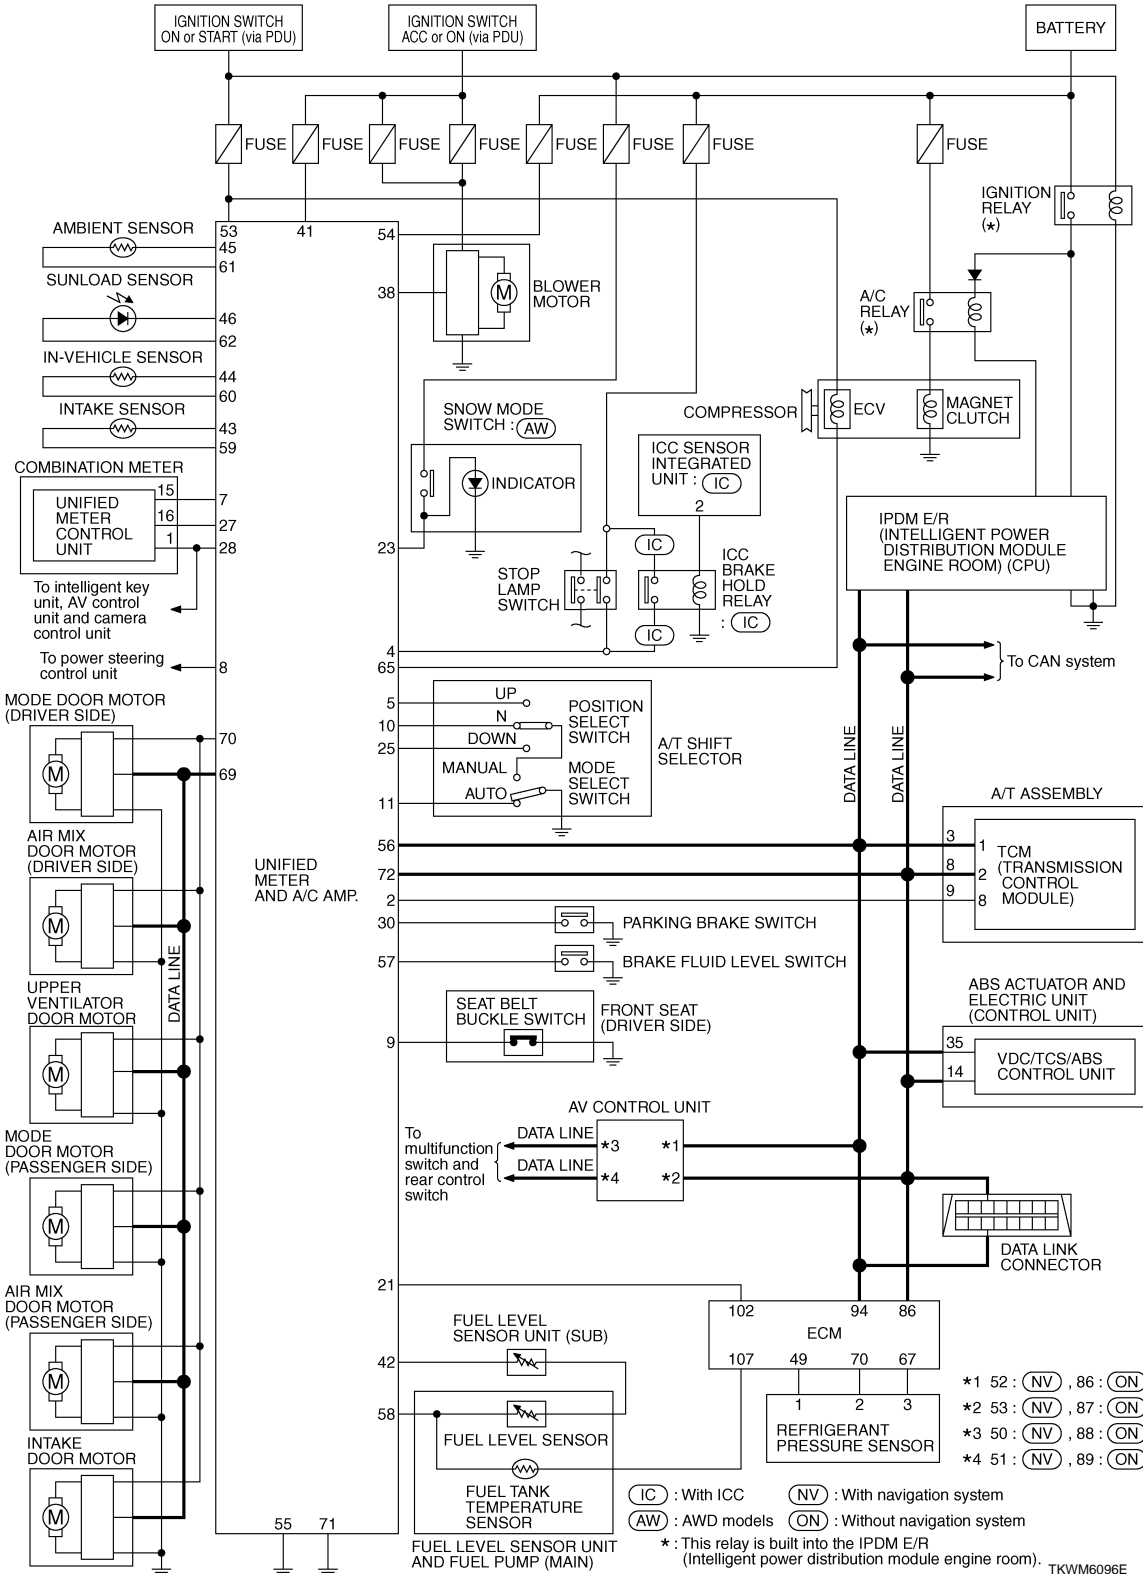 IGNITION SWITCH
ON or START (via PDU)
IGNITION SWITCH
ACC or ON (via PDU)
BATTERY
FUSE
FUSE
FUSE
FUSE
FUSE
FUSE
FUSE
FUSE
IGNITION
RELAY
(*)
A/C
RELAY
(*)
AMBIENT SENSOR
53
41
54
45
61
SUNLOAD SENSOR
46
62
38
M
BLOWER
MOTOR
IN-VEHICLE SENSOR
44
60
INTAKE SENSOR
43
59
SNOW MODE
SWITCH : AW
INDICATOR
23
COMPRESSOR
ECV
MAGNET
CLUTCH
ICC SENSOR
INTEGRATED
UNIT : IC
2
COMBINATION METER
UNIFIED
METER
CONTROL
UNIT
15
16
1
7
27
28
To intelligent key
unit, AV control
unit and camera
control unit
To power steering
control unit
8
STOP
LAMP
SWITCH
IC
IC
ICC
BRAKE
HOLD
RELAY
: IC
4
65
IPDM E/R
(INTELLIGENT POWER
DISTRIBUTION MODULE
ENGINE ROOM) (CPU)
To CAN system
DATA LINE
DATA LINE
MODE DOOR MOTOR
(DRIVER SIDE)
M
70
69
5
10
25
11
UP
N
DOWN
MANUAL
AUTO
POSITION
SELECT
SWITCH
MODE
SELECT
SWITCH
A/T SHIFT
SELECTOR
AIR MIX
DOOR MOTOR
(DRIVER SIDE)
M
DATA LINE
UNIFIED
METER
AND A/C AMP.
56
72
2
30
57
9
A/T ASSEMBLY
3
8
9
1
2
8
TCM
(TRANSMISSION
CONTROL
MODULE)
PARKING BRAKE SWITCH
BRAKE FLUID LEVEL SWITCH
SEAT BELT
BUCKLE SWITCH
FRONT SEAT
(DRIVER SIDE)
UPPER
VENTILATOR
DOOR MOTOR
M
ABS ACTUATOR AND
ELECTRIC UNIT
(CONTROL UNIT)
35
14
VDC/TCS/ABS
CONTROL UNIT
MODE
DOOR MOTOR
(PASSENGER SIDE)
M
AV CONTROL UNIT
To
multifunction
switch and
rear control
switch
DATA LINE
DATA LINE
*3
*4
*1
*2
DATA LINK
CONNECTOR
AIR MIX
DOOR MOTOR
(PASSENGER SIDE)
M
21
102
94
86
ECM
107
49
70
67
1
2
3
REFRIGERANT
PRESSURE SENSOR
FUEL LEVEL
SENSOR UNIT (SUB)
42
58
FUEL LEVEL SENSOR
FUEL TANK
TEMPERATURE
SENSOR
FUEL LEVEL SENSOR UNIT
AND FUEL PUMP (MAIN)
INTAKE
DOOR MOTOR
M
55
71
*1 52 : NV , 86 : ON
*2 53 : NV , 87 : ON
*3 50 : NV , 88 : ON
*4 51 : NV , 89 : ON
IC : With ICC
NV : With navigation system
AW : AWD models
ON : Without navigation system
* : This relay is built into the IPDM E/R
(Intelligent power distribution module engine room).
TKWM6096E